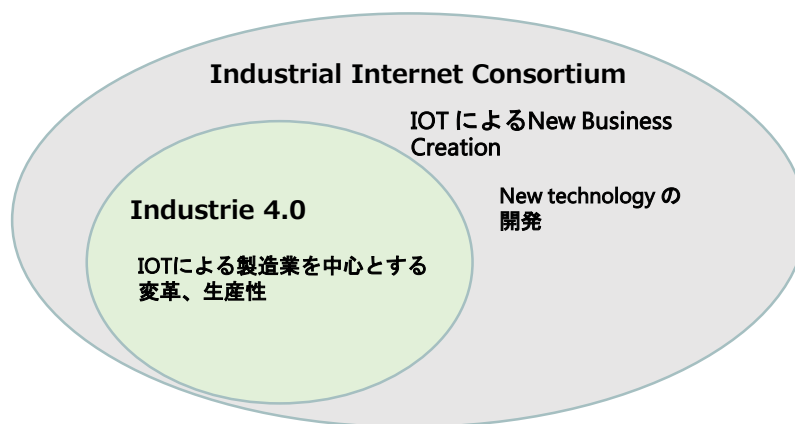 Industrial Internet Consortium
IOT によるNew Business
Creation
New technology の
開発
Industrie 4.0
IOTによる製造業を中心とする
変革、生産性